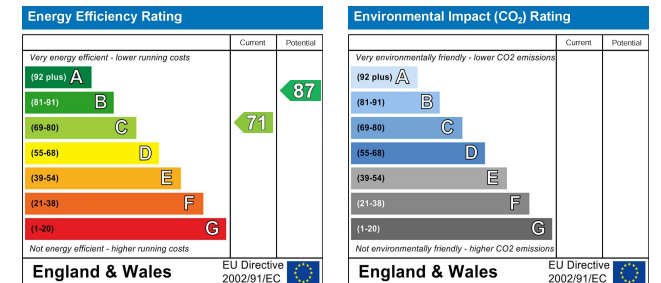 Energy Efficiency Rating
Current Potential
Very energy efficient - lower running costs
(92 plus) A
(81-91) B
87
(69-80) C
71
(55-68) D
(39-54) E
(21-38) F
(1-20) G
Not energy efficient - higher running costs
England & Wales
EU Directive
2002/91/EC
Environmental Impact (CO₂) Rating
Current Potential
Very environmentally friendly - lower CO2 emissions
(92 plus) A
(81-91) B
(69-80) C
(55-68) D
(39-54) E
(21-38) F
(1-20) G
Not environmentally friendly - higher CO2 emissions
England & Wales
EU Directive
2002/91/EC